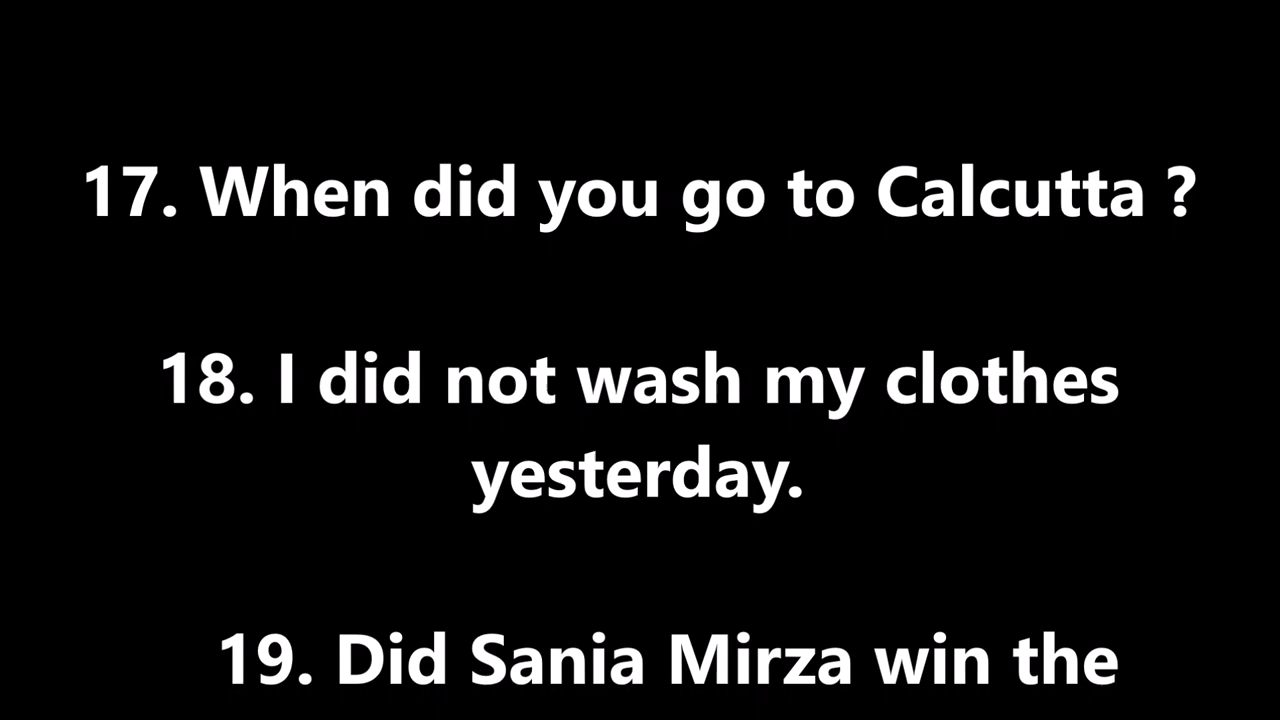 17. When did you go to Calcutta ?
18. I did not wash my clothes
yesterday.
19. Did Sania Mirza win the